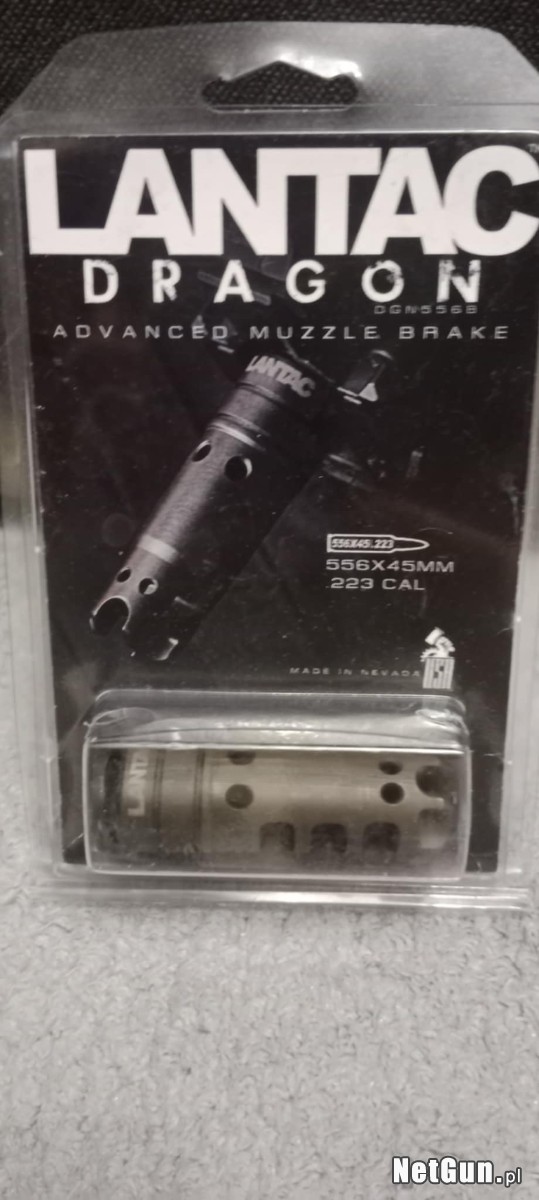 LANTAC
DRAGON
DGN556B
ADVANCED MUZZLE BRAKE
LANTAC
556X45.223
556X45MM
.223 CAL
MADE IN NEVADA
USA
LANTAC
NetGun.pl